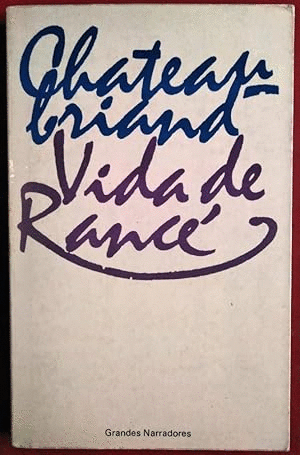 Chateau-
briand
Vida de
Rancé
Grandes Narradores